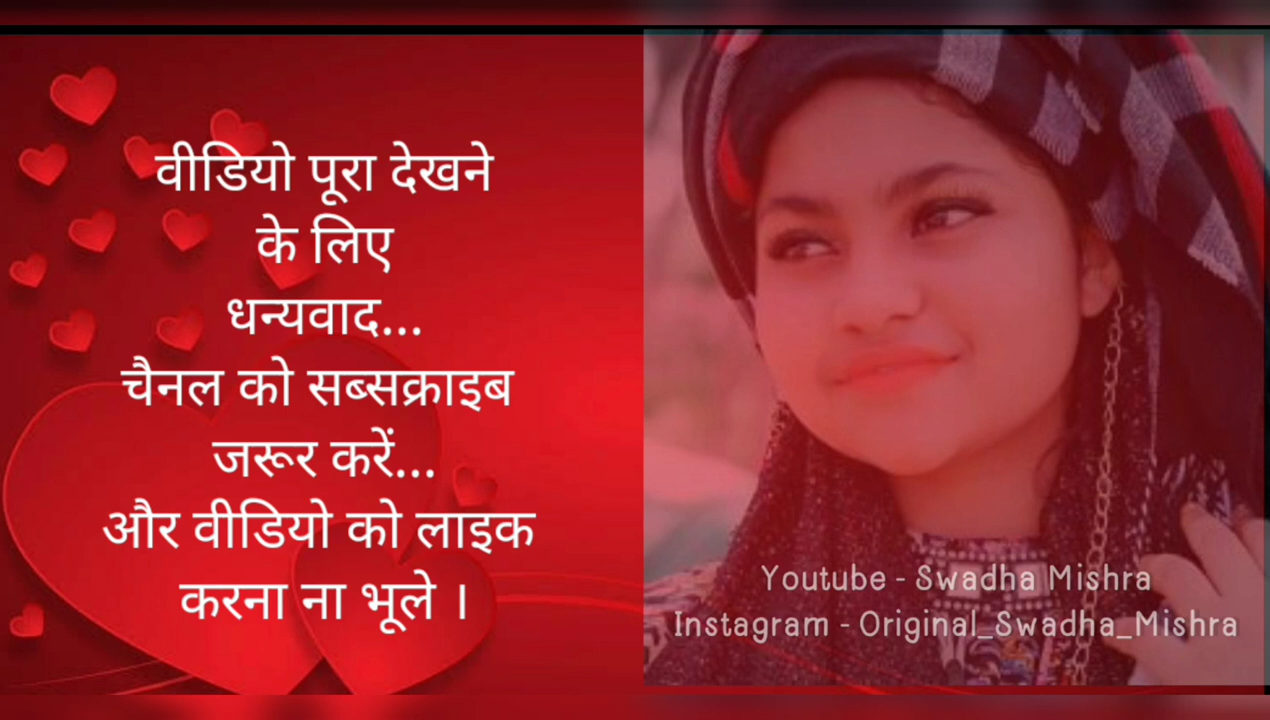 वीडियो पूरा देखने
के लिए
धन्यवाद...
चैनल को सब्सक्राइब
जरूर करें...
और वीडियो को लाइक
करना ना भूले ।
Youtube - Swadha Mishra
Instagram - Original_Swadha_Mishra